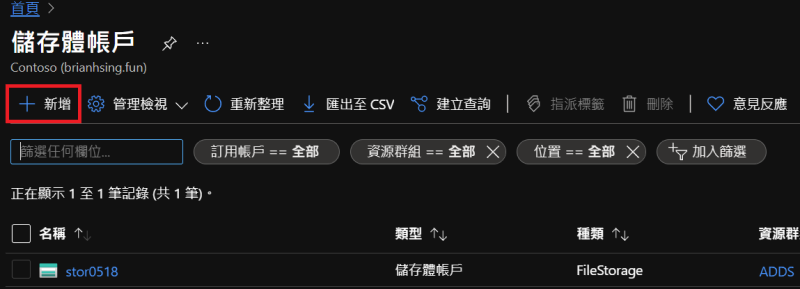 首頁 >
儲存體帳戶 ...
Contoso (brianhsing.fun)
新增 管理檢視 重新整理 匯出至 CSV 建立查詢 指派標籤 刪除 意見反應
篩選任何欄位... 訂用帳戶 == 全部 資源群組 == 全部 位置 == 全部 加入篩選
正在顯示 1 至 1 筆記錄 (共 1 筆)。
名稱 ↑↓ 類型 ↑↓ 種類 ↑↓ 資源群
stor0518 儲存體帳戶 FileStorage ADDS